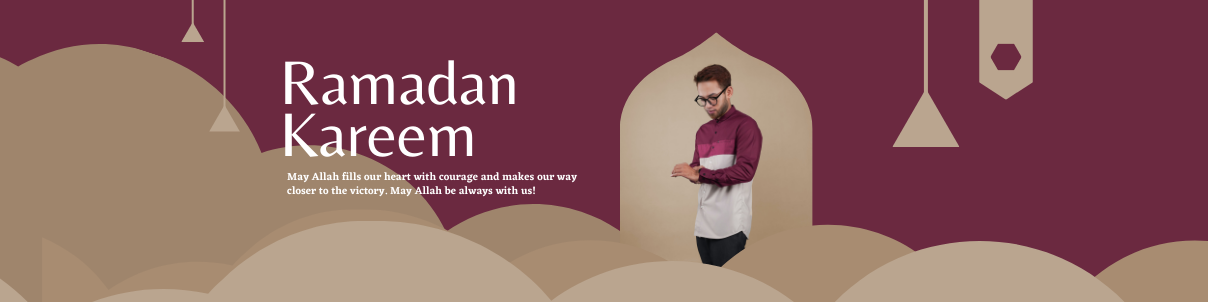 Ramadan
Kareem
May Allah fills our heart with courage and makes our way
closer to the victory. May Allah be always with us!